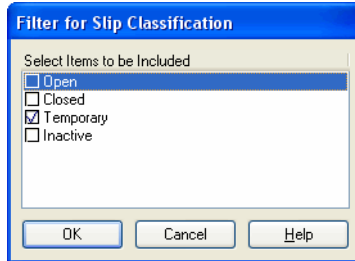 Filter for Slip Classification
Select Items to be Included
Open
Closed
Temporary
Inactive
OK Cancel Help